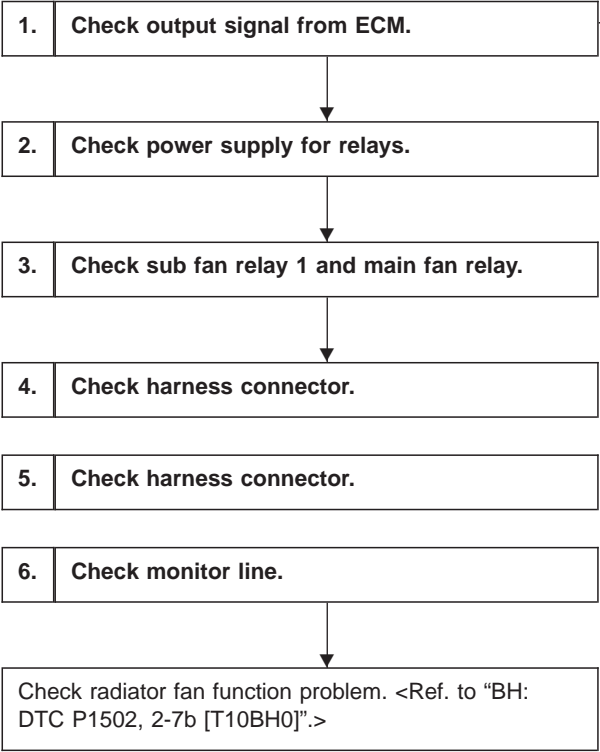 1. Check output signal from ECM.
2. Check power supply for relays.
3. Check sub fan relay 1 and main fan relay.
4. Check harness connector.
5. Check harness connector.
6. Check monitor line.
Check radiator fan function problem. <Ref. to “BH:
DTC P1502, 2-7b [T10BH0]”.>